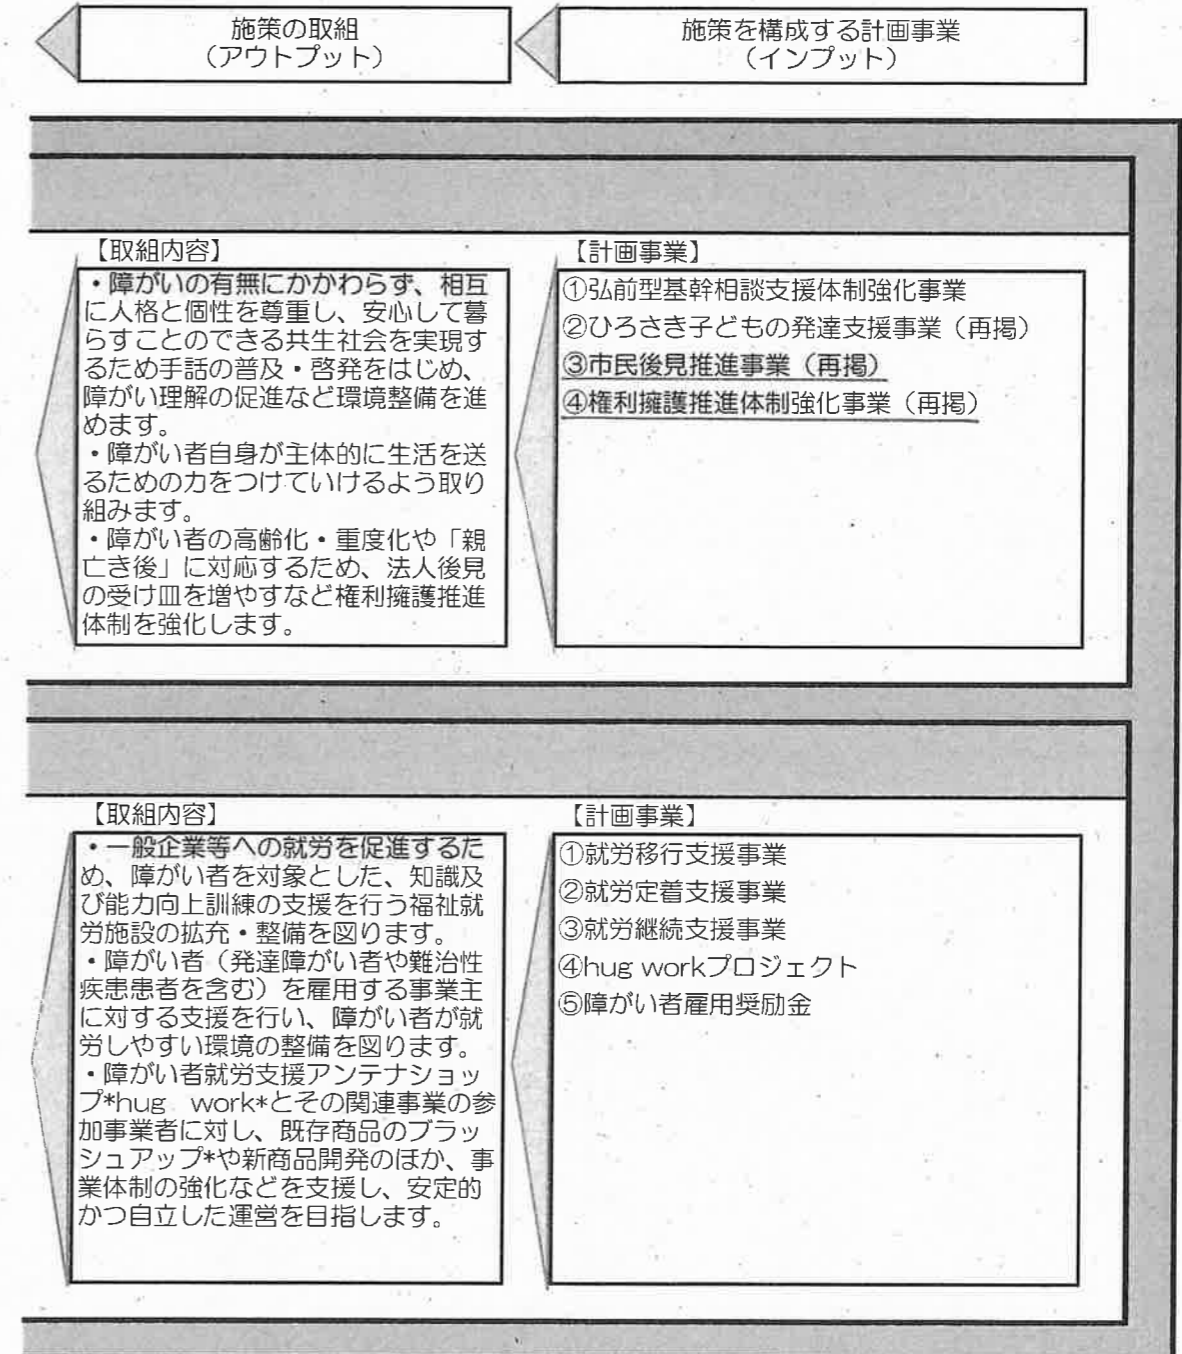 施策の取組
（アウトプット）
施策を構成する計画事業
（インプット）
【取組内容】
・障がいの有無にかかわらず、相互
に人格と個性を尊重し、安心して暮
らすことのできる共生社会を実現す
るため手話の普及・啓発をはじめ、
障がい理解の促進など環境整備を進
めます。
・障がい者自身が主体的に生活を送
るための力をつけていけるよう取り
組みます。
・障がい者の高齢化・重度化や「親
亡き後」に対応するため、法人後見
の受け皿を増やすなど権利擁護推進
体制を強化します。
【計画事業】
①弘前型基幹相談支援体制強化事業
②ひろさき子どもの発達支援事業（再掲）
③市民後見推進事業（再掲）
④権利擁護推進体制強化事業（再掲）
【取組内容】
・一般企業等への就労を促進するた
め、障がい者を対象とした、知識及
び能力向上訓練の支援を行う福祉就
労施設の拡充・整備を図ります。
・障がい者（発達障がい者や難治性
疾患患者を含む）を雇用する事業主
に対する支援を行い、障がい者が就
労しやすい環境の整備を図ります。
・障がい者就労支援アンテナショッ
プ*hug　work*とその関連事業の参
加事業者に対し、既存商品のブラッ
シュアップ*や新商品開発のほか、事
業体制の強化などを支援し、安定的
かつ自立した運営を目指します。
【計画事業】
①就労移行支援事業
②就労定着支援事業
③就労継続支援事業
④hug workプロジェクト
⑤障がい者雇用奨励金